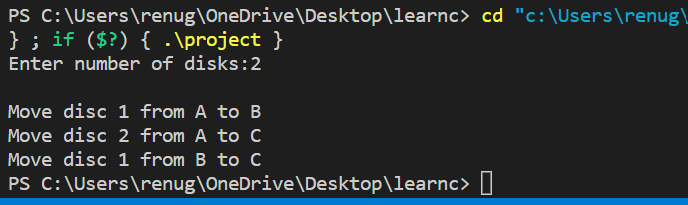 PS C:\Users\renug\OneDrive\Desktop\learnc> cd "c:\Users\renug\
} ; if ($?) { .\project }
Enter number of disks:2
Move disc 1 from A to B
Move disc 2 from A to C
Move disc 1 from B to C
PS C:\Users\renug\OneDrive\Desktop\learnc>